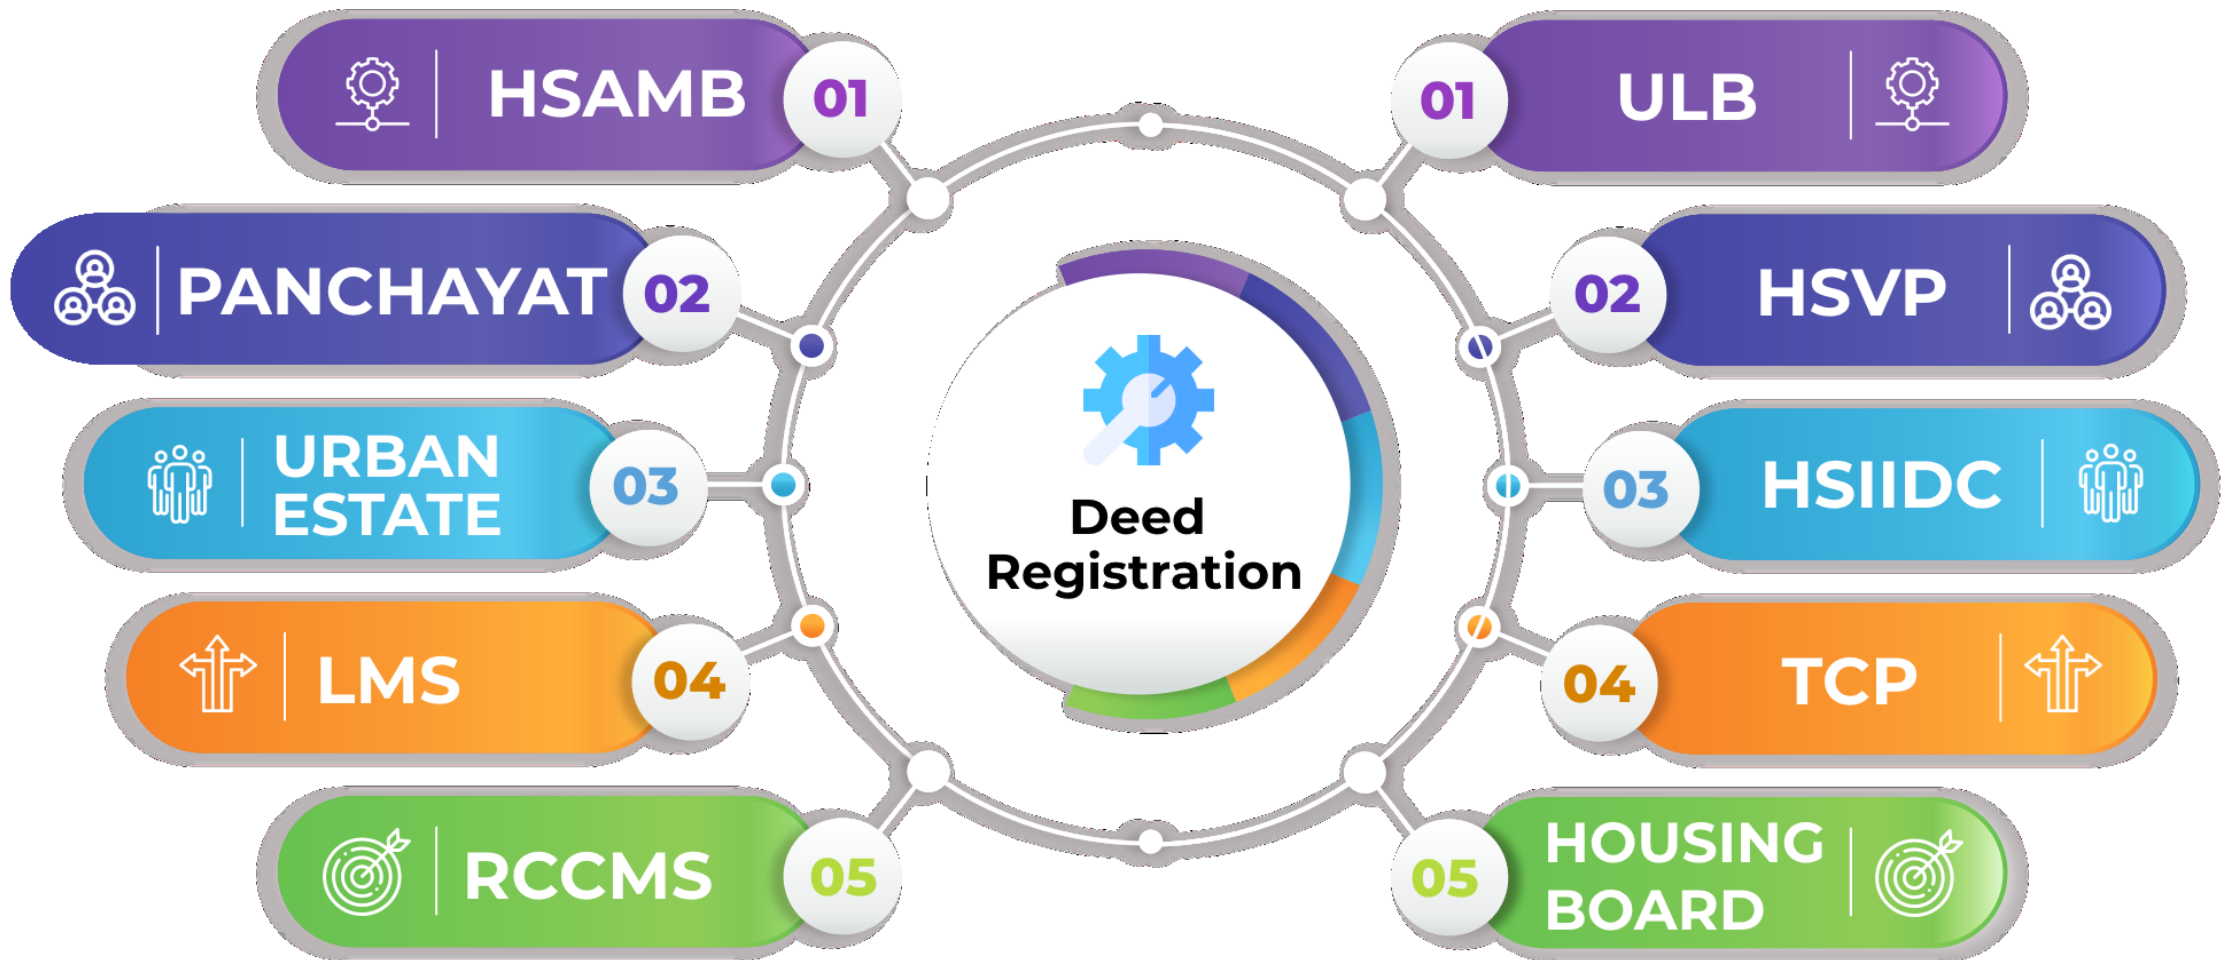 HSAMB
01
PANCHAYAT
02
URBAN
ESTATE
03
LMS
04
RCCMS
05
Deed
Registration
01
ULB
02
HSVP
03
HSIIDC
04
TCP
05
HOUSING
BOARD